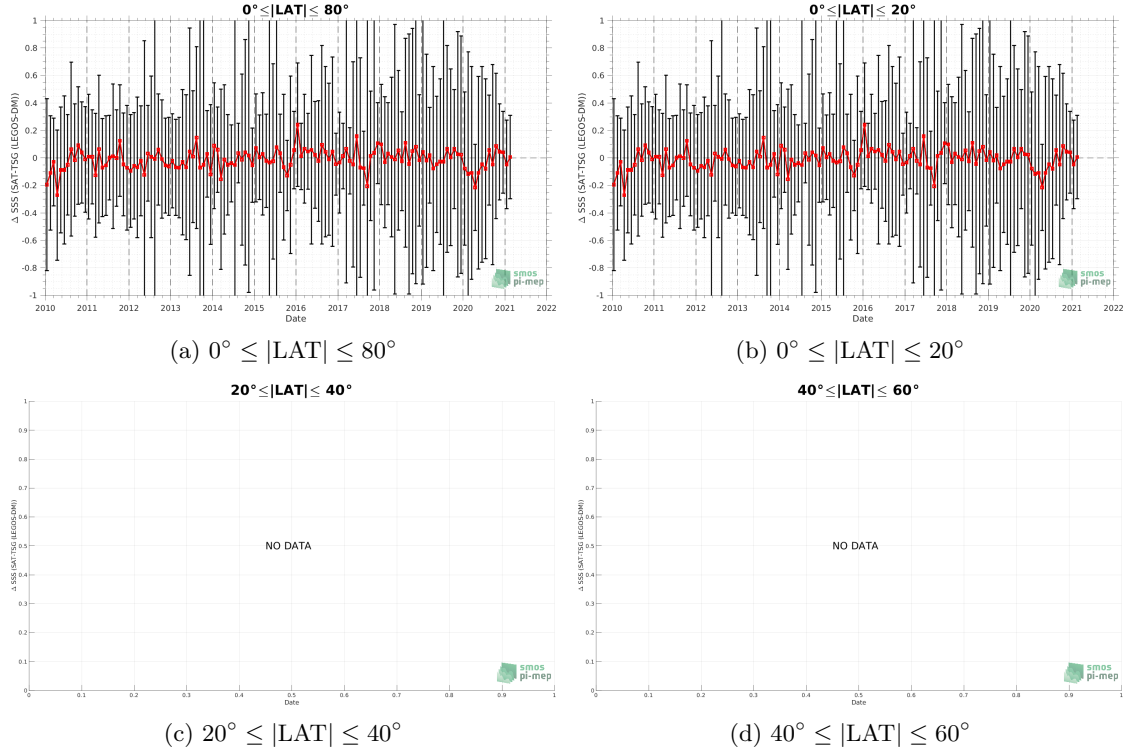 0°≤|LAT|≤ 80°
1
0.8
0.6
0.4
0.2
0
-0.2
-0.4
-0.6
-0.8
-1
Δ SSS (SAT-TSG (LEGOS-DM))
2010 2011 2012 2013 2014 2015 2016 2017 2018 2019 2020 2021 2022
Date
smos
pi-mep
(a) 0° ≤ |LAT| ≤ 80°
0°≤|LAT|≤ 20°
1
0.8
0.6
0.4
0.2
0
-0.2
-0.4
-0.6
-0.8
-1
Δ SSS (SAT-TSG (LEGOS-DM))
2010 2011 2012 2013 2014 2015 2016 2017 2018 2019 2020 2021 2022
Date
smos
pi-mep
(b) 0° ≤ |LAT| ≤ 20°
20°≤|LAT|≤ 40°
1
0.9
0.8
0.7
0.6
0.5
0.4
0.3
0.2
0.1
0
Δ SSS (SAT-TSG (LEGOS-DM))
NO DATA
0 0.1 0.2 0.3 0.4 0.5 0.6 0.7 0.8 0.9 1
Date
smos
pi-mep
(c) 20° ≤ |LAT| ≤ 40°
40°≤|LAT|≤ 60°
1
0.9
0.8
0.7
0.6
0.5
0.4
0.3
0.2
0.1
0
Δ SSS (SAT-TSG (LEGOS-DM))
NO DATA
0 0.1 0.2 0.3 0.4 0.5 0.6 0.7 0.8 0.9 1
Date
smos
pi-mep
(d) 40° ≤ |LAT| ≤ 60°